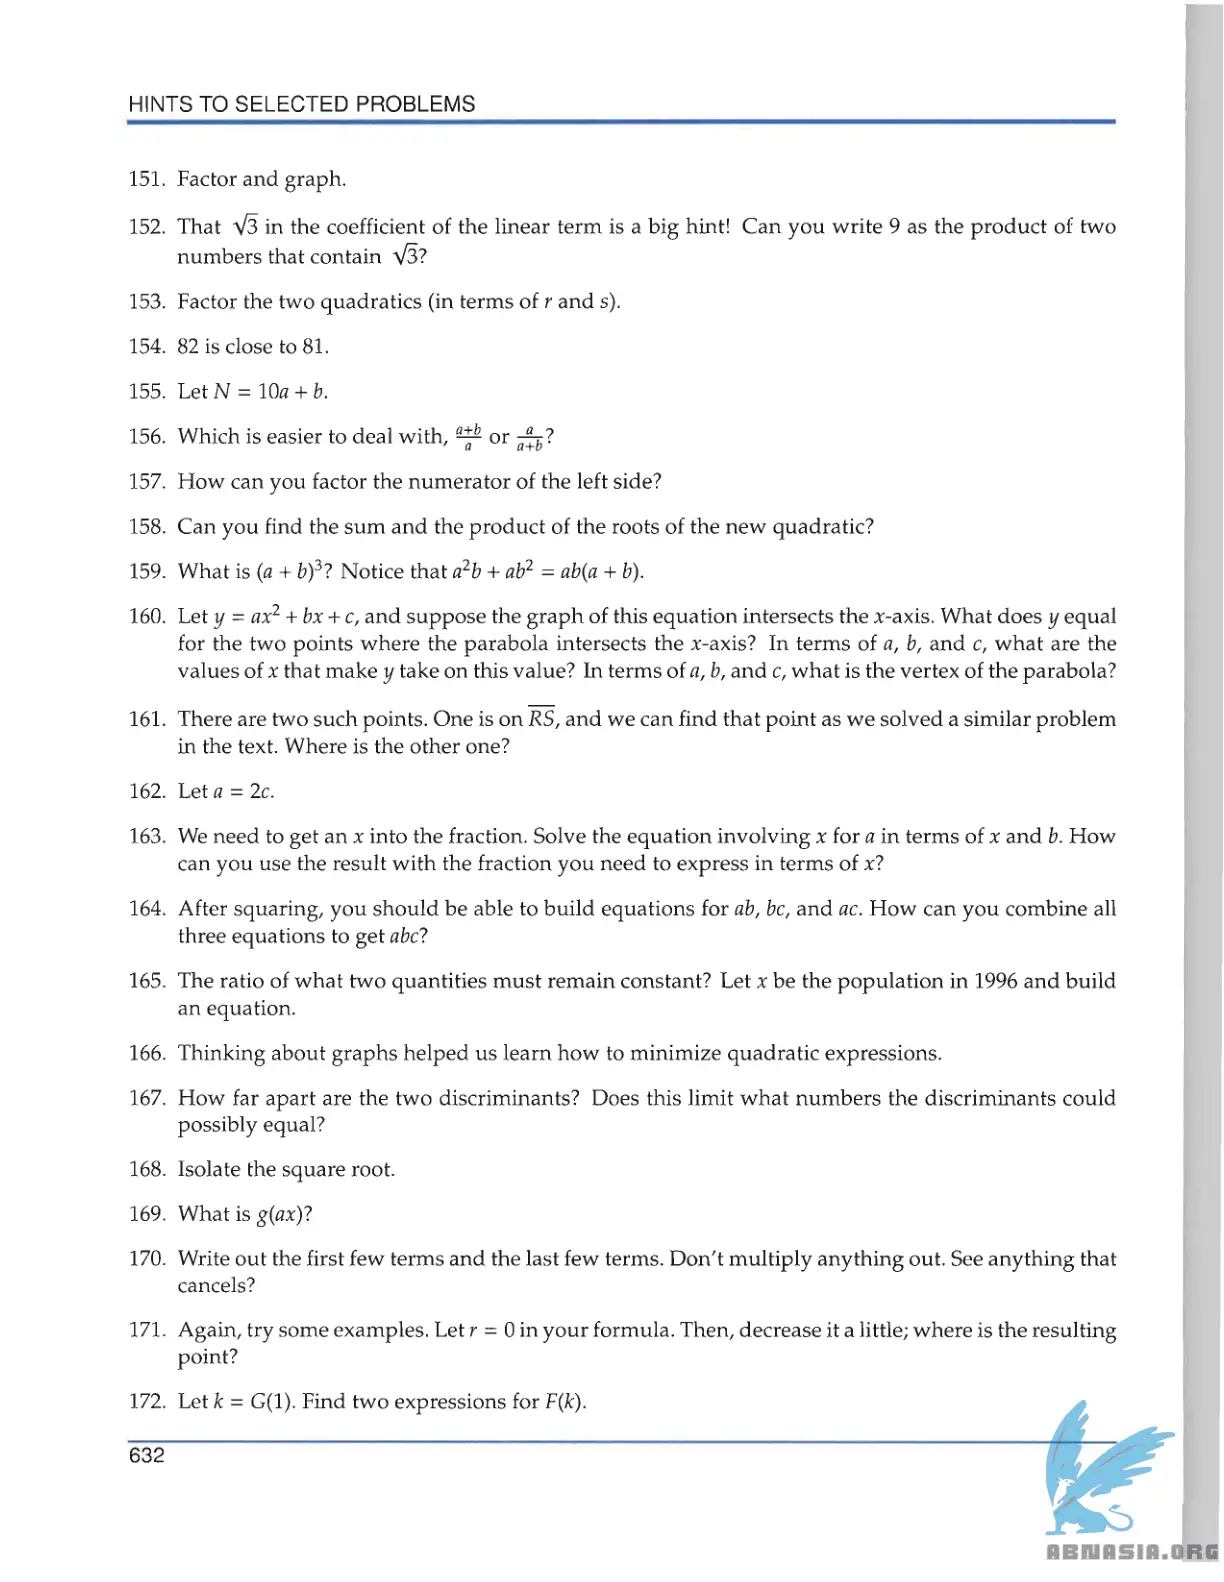 HINTS TO SELECTED PROBLEMS
151. Factor and graph.
152. That √3 in the coefficient of the linear term is a big hint! Can you write 9 as the product of two
numbers that contain √3?
153. Factor the two quadratics (in terms of r and s).
154. 82 is close to 81.
155. Let N = 10a + b.
156. Which is easier to deal with, (a+b)/a or a/(a+b)?
157. How can you factor the numerator of the left side?
158. Can you find the sum and the product of the roots of the new quadratic?
159. What is (a + b)³? Notice that a²b + ab² = ab(a + b).
160. Let y = ax² + bx + c, and suppose the graph of this equation intersects the x-axis. What does y equal
for the two points where the parabola intersects the x-axis? In terms of a, b, and c, what are the
values of x that make y take on this value? In terms of a, b, and c, what is the vertex of the parabola?
161. There are two such points. One is on R̅S̅, and we can find that point as we solved a similar problem
in the text. Where is the other one?
162. Let a = 2c.
163. We need to get an x into the fraction. Solve the equation involving x for a in terms of x and b. How
can you use the result with the fraction you need to express in terms of x?
164. After squaring, you should be able to build equations for ab, bc, and ac. How can you combine all
three equations to get abc?
165. The ratio of what two quantities must remain constant? Let x be the population in 1996 and build
an equation.
166. Thinking about graphs helped us learn how to minimize quadratic expressions.
167. How far apart are the two discriminants? Does this limit what numbers the discriminants could
possibly equal?
168. Isolate the square root.
169. What is g(ax)?
170. Write out the first few terms and the last few terms. Don't multiply anything out. See anything that
cancels?
171. Again, try some examples. Let r = 0 in your formula. Then, decrease it a little; where is the resulting
point?
172. Let k = G(1). Find two expressions for F(k).
632
ABNASIA.ORG